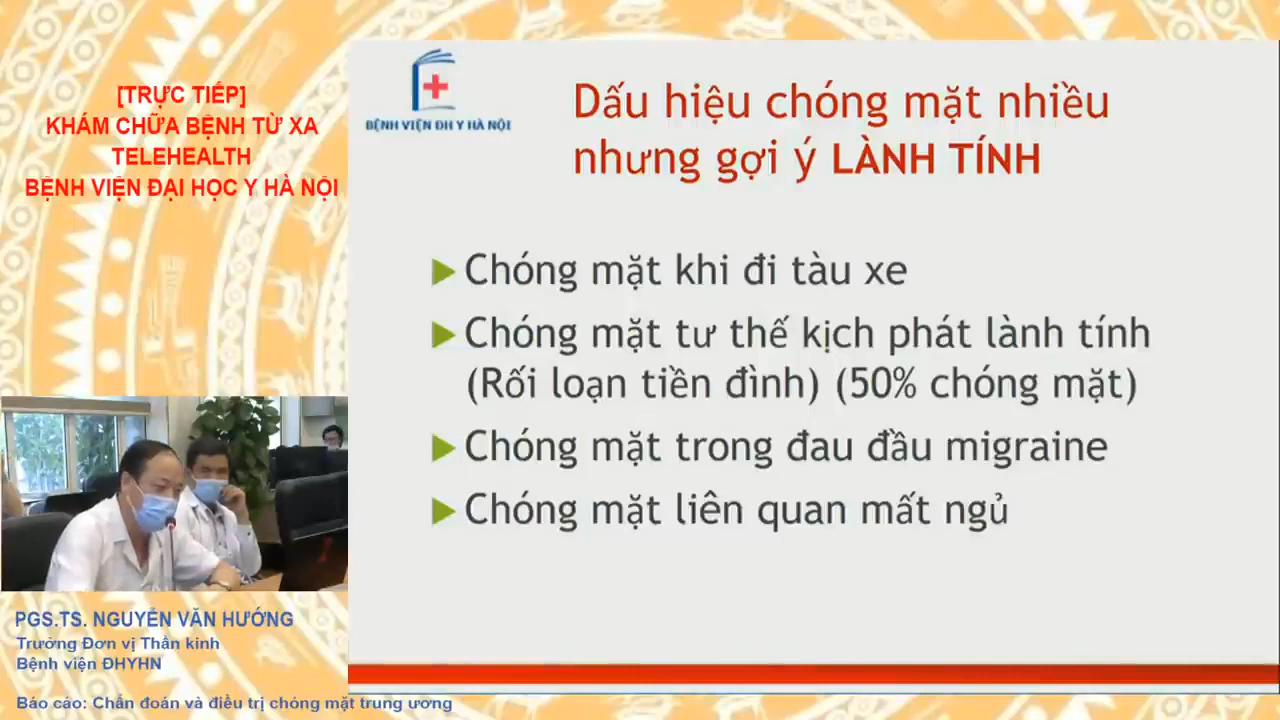 [TRỰC TIẾP]
KHÁM CHỮA BỆNH TỪ XA
TELEHEALTH
BỆNH VIỆN ĐẠI HỌC Y HÀ NỘI
BỆNH VIỆN ĐH Y HÀ NỘI
Dấu hiệu chóng mặt nhiều
nhưng gợi ý LÀNH TÍNH
Chóng mặt khi đi tàu xe
Chóng mặt tư thế kịch phát lành tính
(Rối loạn tiền đình) (50% chóng mặt)
Chóng mặt trong đau đầu migraine
Chóng mặt liên quan mất ngủ
PGS.TS. NGUYỄN VĂN HƯỚNG
Trưởng Đơn vị Thần kinh
Bệnh viện ĐHYHN
Báo cáo: Chẩn đoán và điều trị chóng mặt trung ương